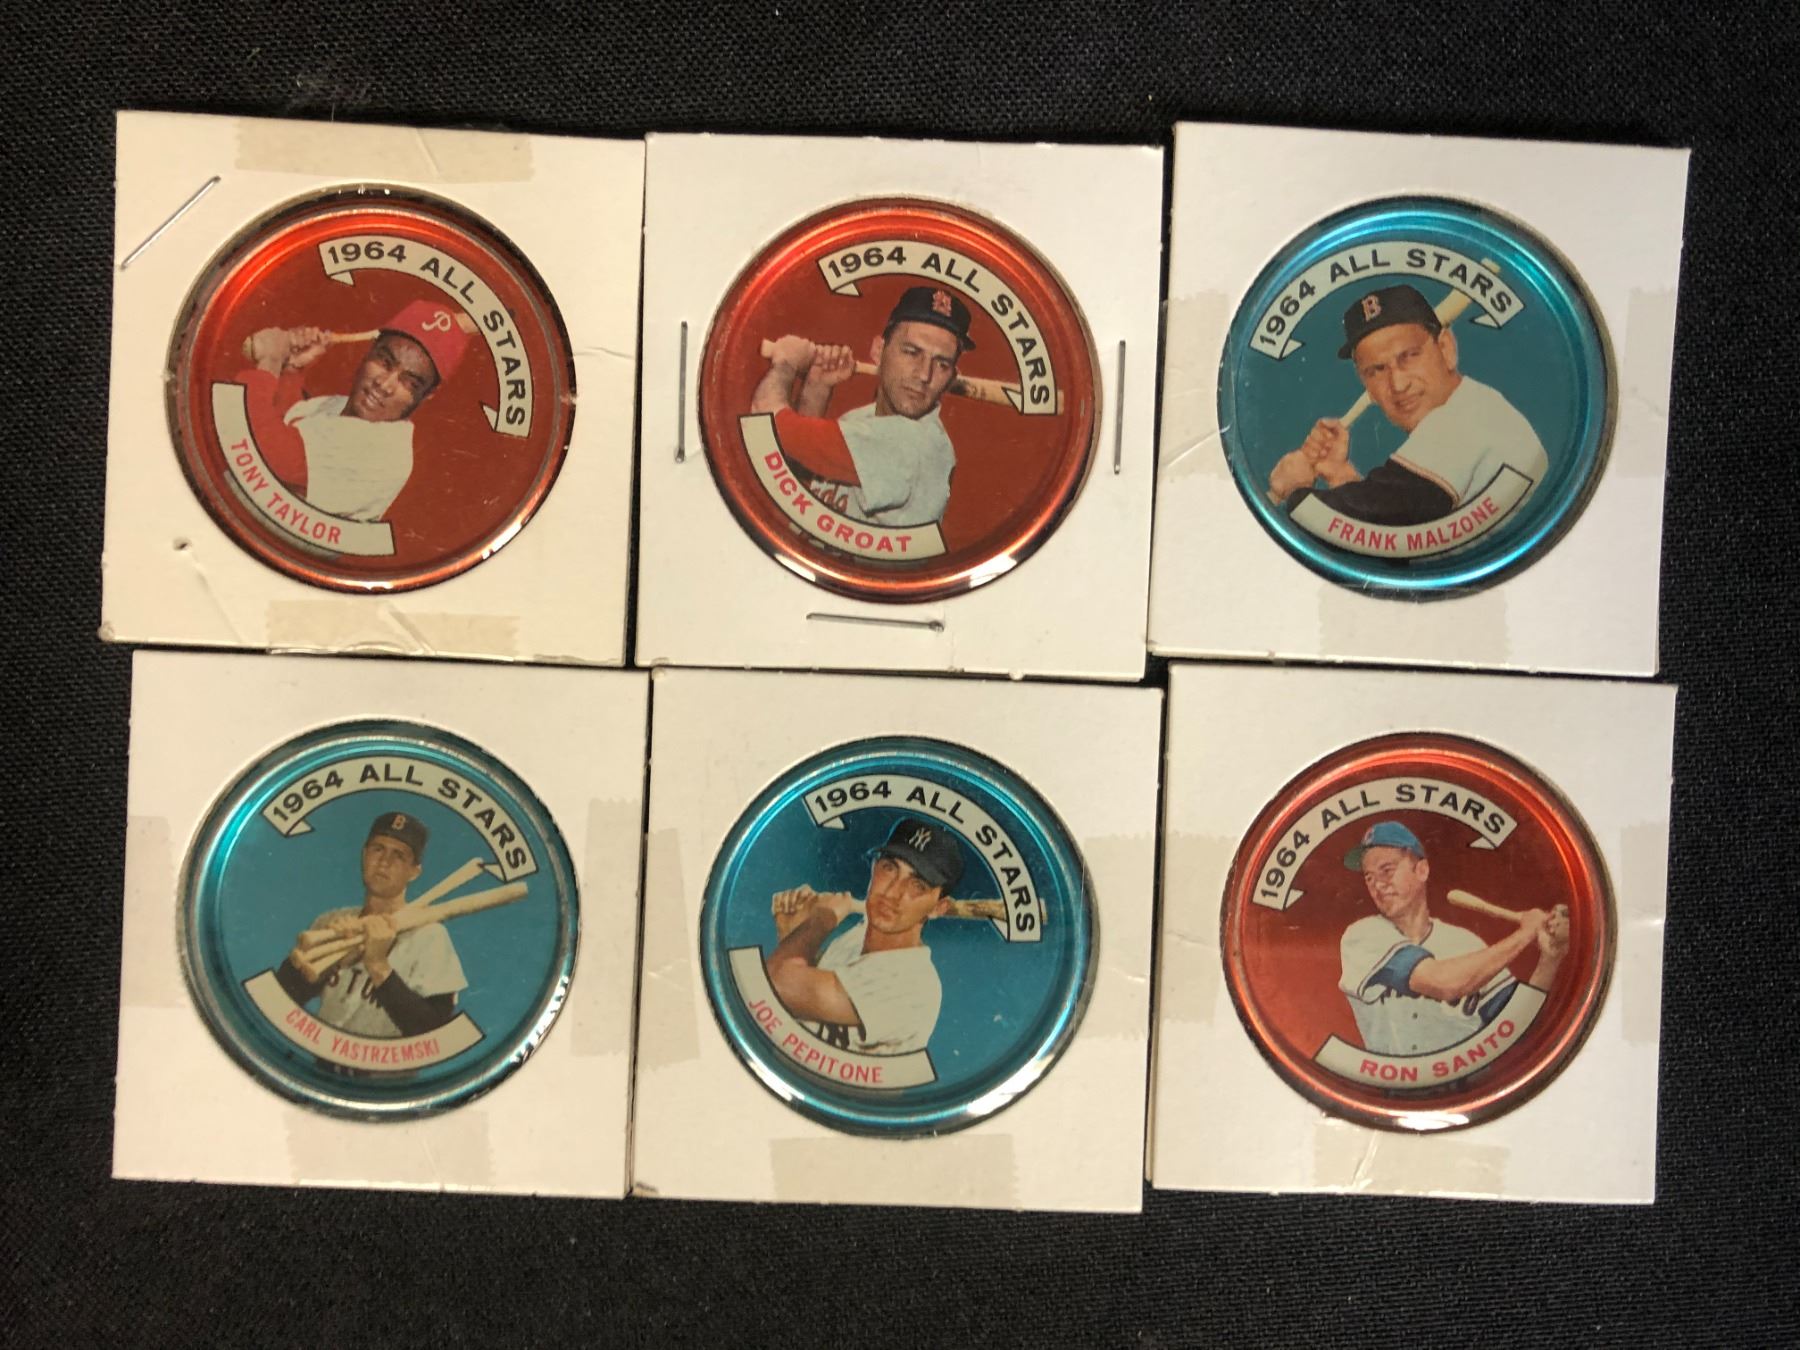 1964 ALL STARS
P
TONY TAYLOR
1964 ALL STARS
DICK GROAT
1964 ALL STARS
B
FRANK MALZONE
1964 ALL STARS
B
CARL YASTRZEMSKI
1964 ALL STARS
NY
JOE PEPITONE
1964 ALL STARS
RON SANTO